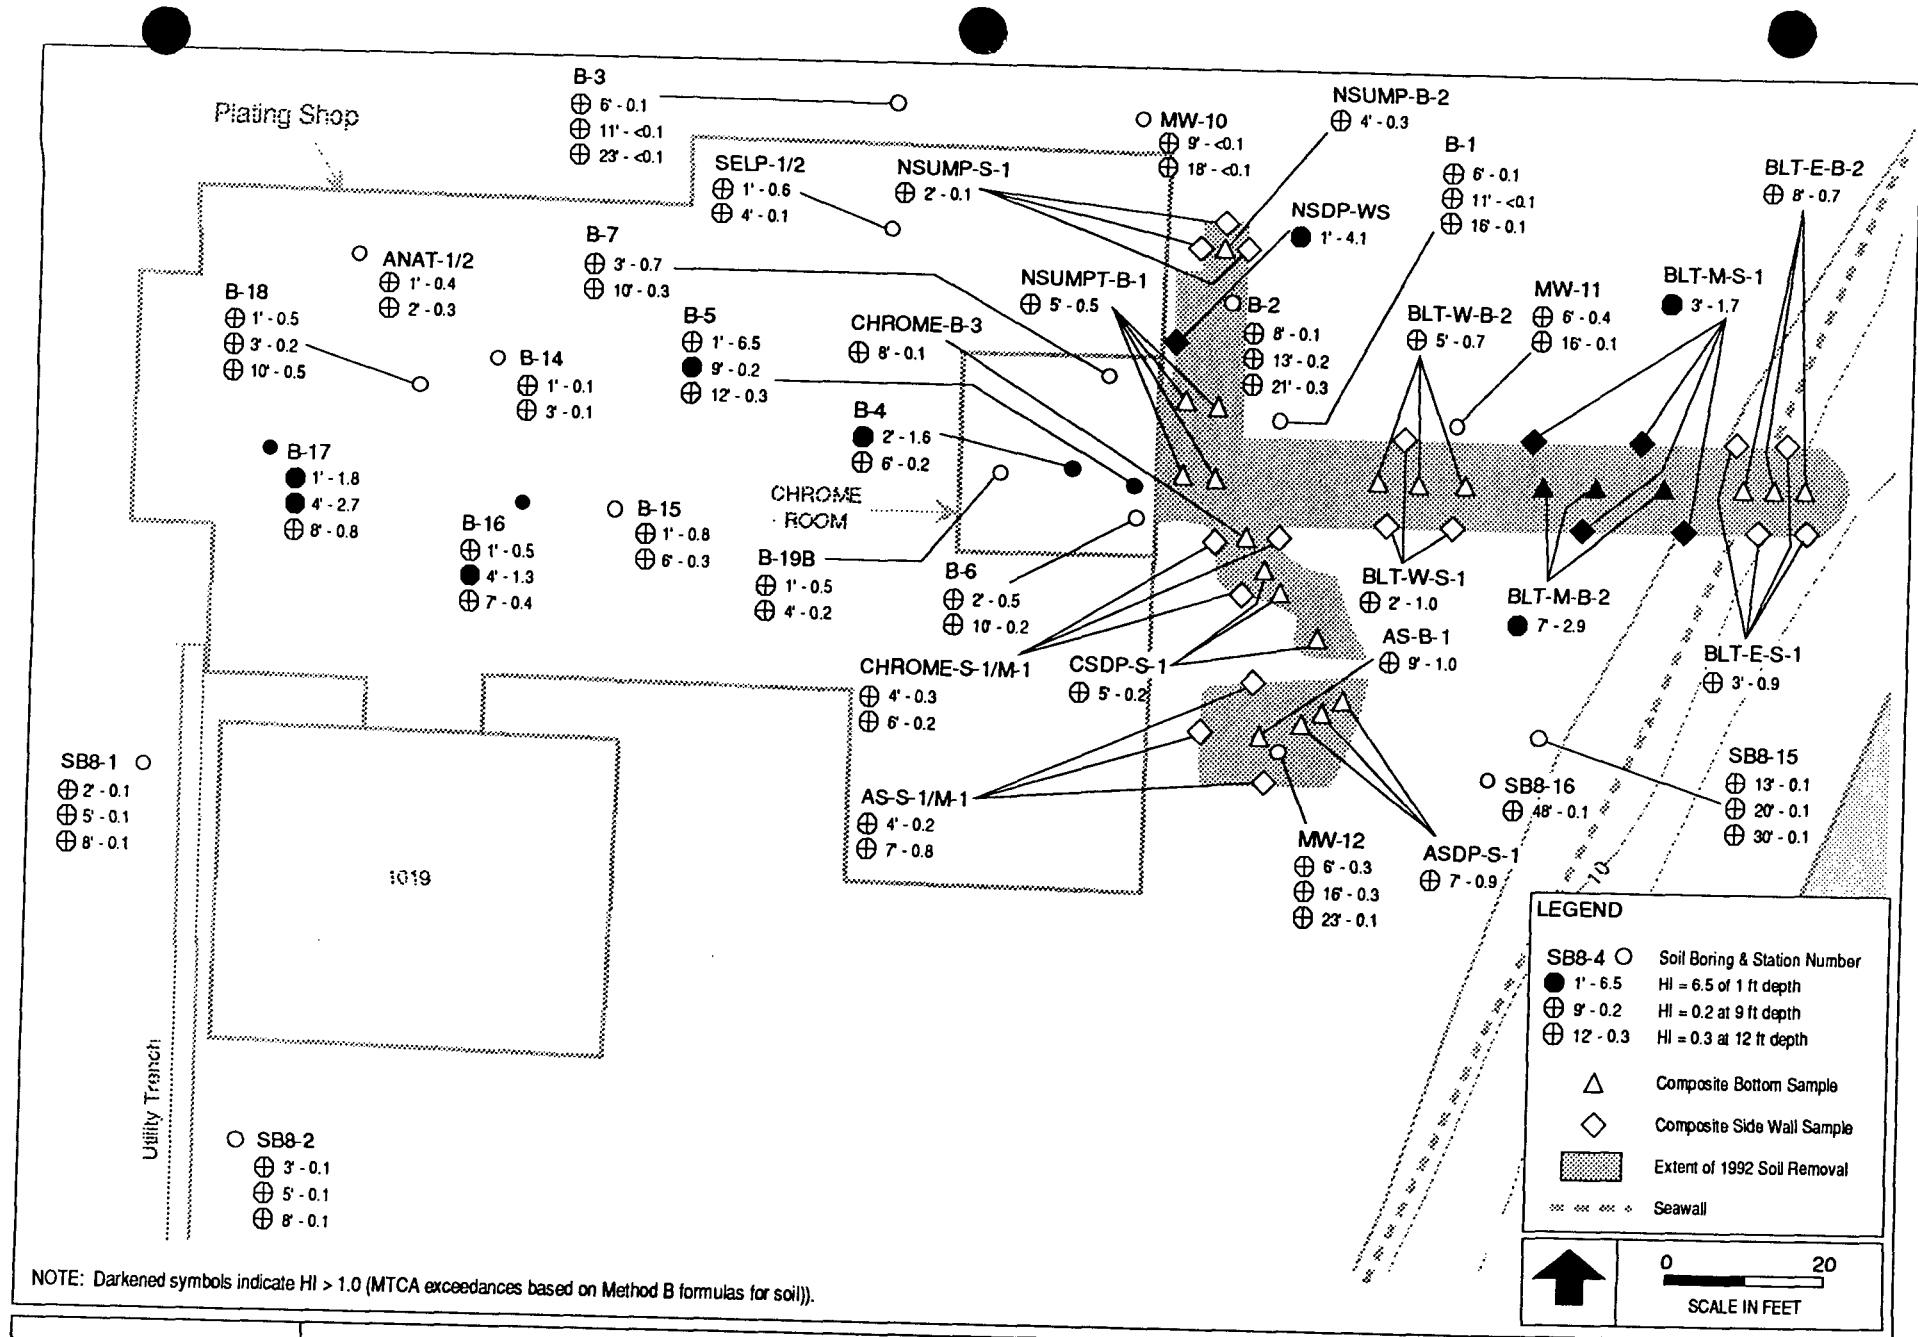 Plating Shop
B-3
6' - 0.1
11' - <0.1
23' - <0.1
MW-10
9' - <0.1
18' - <0.1
NSUMP-B-2
4' - 0.3
B-1
6' - 0.1
11' - <0.1
16' - 0.1
BLT-E-B-2
8' - 0.7
SELP-1/2
1' - 0.6
4' - 0.1
NSUMP-S-1
2' - 0.1
NSDP-WS
1' - 4.1
ANAT-1/2
1' - 0.4
2' - 0.3
B-7
3' - 0.7
10' - 0.3
NSUMPT-B-1
5' - 0.5
BLT-M-S-1
3' - 1.7
B-18
1' - 0.5
3' - 0.2
10' - 0.5
B-5
1' - 6.5
9' - 0.2
12' - 0.3
CHROME-B-3
8' - 0.1
B-2
8' - 0.1
13' - 0.2
21' - 0.3
BLT-W-B-2
5' - 0.7
MW-11
6' - 0.4
16' - 0.1
B-14
1' - 0.1
3' - 0.1
B-4
2' - 1.6
6' - 0.2
B-17
1' - 1.8
4' - 2.7
8' - 0.8
CHROME
ROOM
B-16
1' - 0.5
4' - 1.3
7' - 0.4
B-15
1' - 0.8
6' - 0.3
B-19B
1' - 0.5
4' - 0.2
B-6
2' - 0.5
10' - 0.2
BLT-W-S-1
2' - 1.0
BLT-M-B-2
7' - 2.9
CHROME-S-1/M-1
4' - 0.3
6' - 0.2
CSDP-S-1
5' - 0.2
AS-B-1
9' - 1.0
BLT-E-S-1
3' - 0.9
SB8-1
2' - 0.1
5' - 0.1
8' - 0.1
AS-S-1/M-1
4' - 0.2
7' - 0.8
SB8-16
48' - 0.1
SB8-15
13' - 0.1
20' - 0.1
30' - 0.1
1019
MW-12
6' - 0.3
16' - 0.3
23' - 0.1
ASDP-S-1
7' - 0.9
10
Utility Trench
SB8-2
3' - 0.1
5' - 0.1
8' - 0.1
LEGEND
SB8-4 Soil Boring & Station Number
1' - 6.5 HI = 6.5 of 1 ft depth
9' - 0.2 HI = 0.2 at 9 ft depth
12' - 0.3 HI = 0.3 at 12 ft depth
Composite Bottom Sample
Composite Side Wall Sample
Extent of 1992 Soil Removal
Seawall
0 20
SCALE IN FEET
NOTE: Darkened symbols indicate HI > 1.0 (MTCA exceedances based on Method B formulas for soil)).